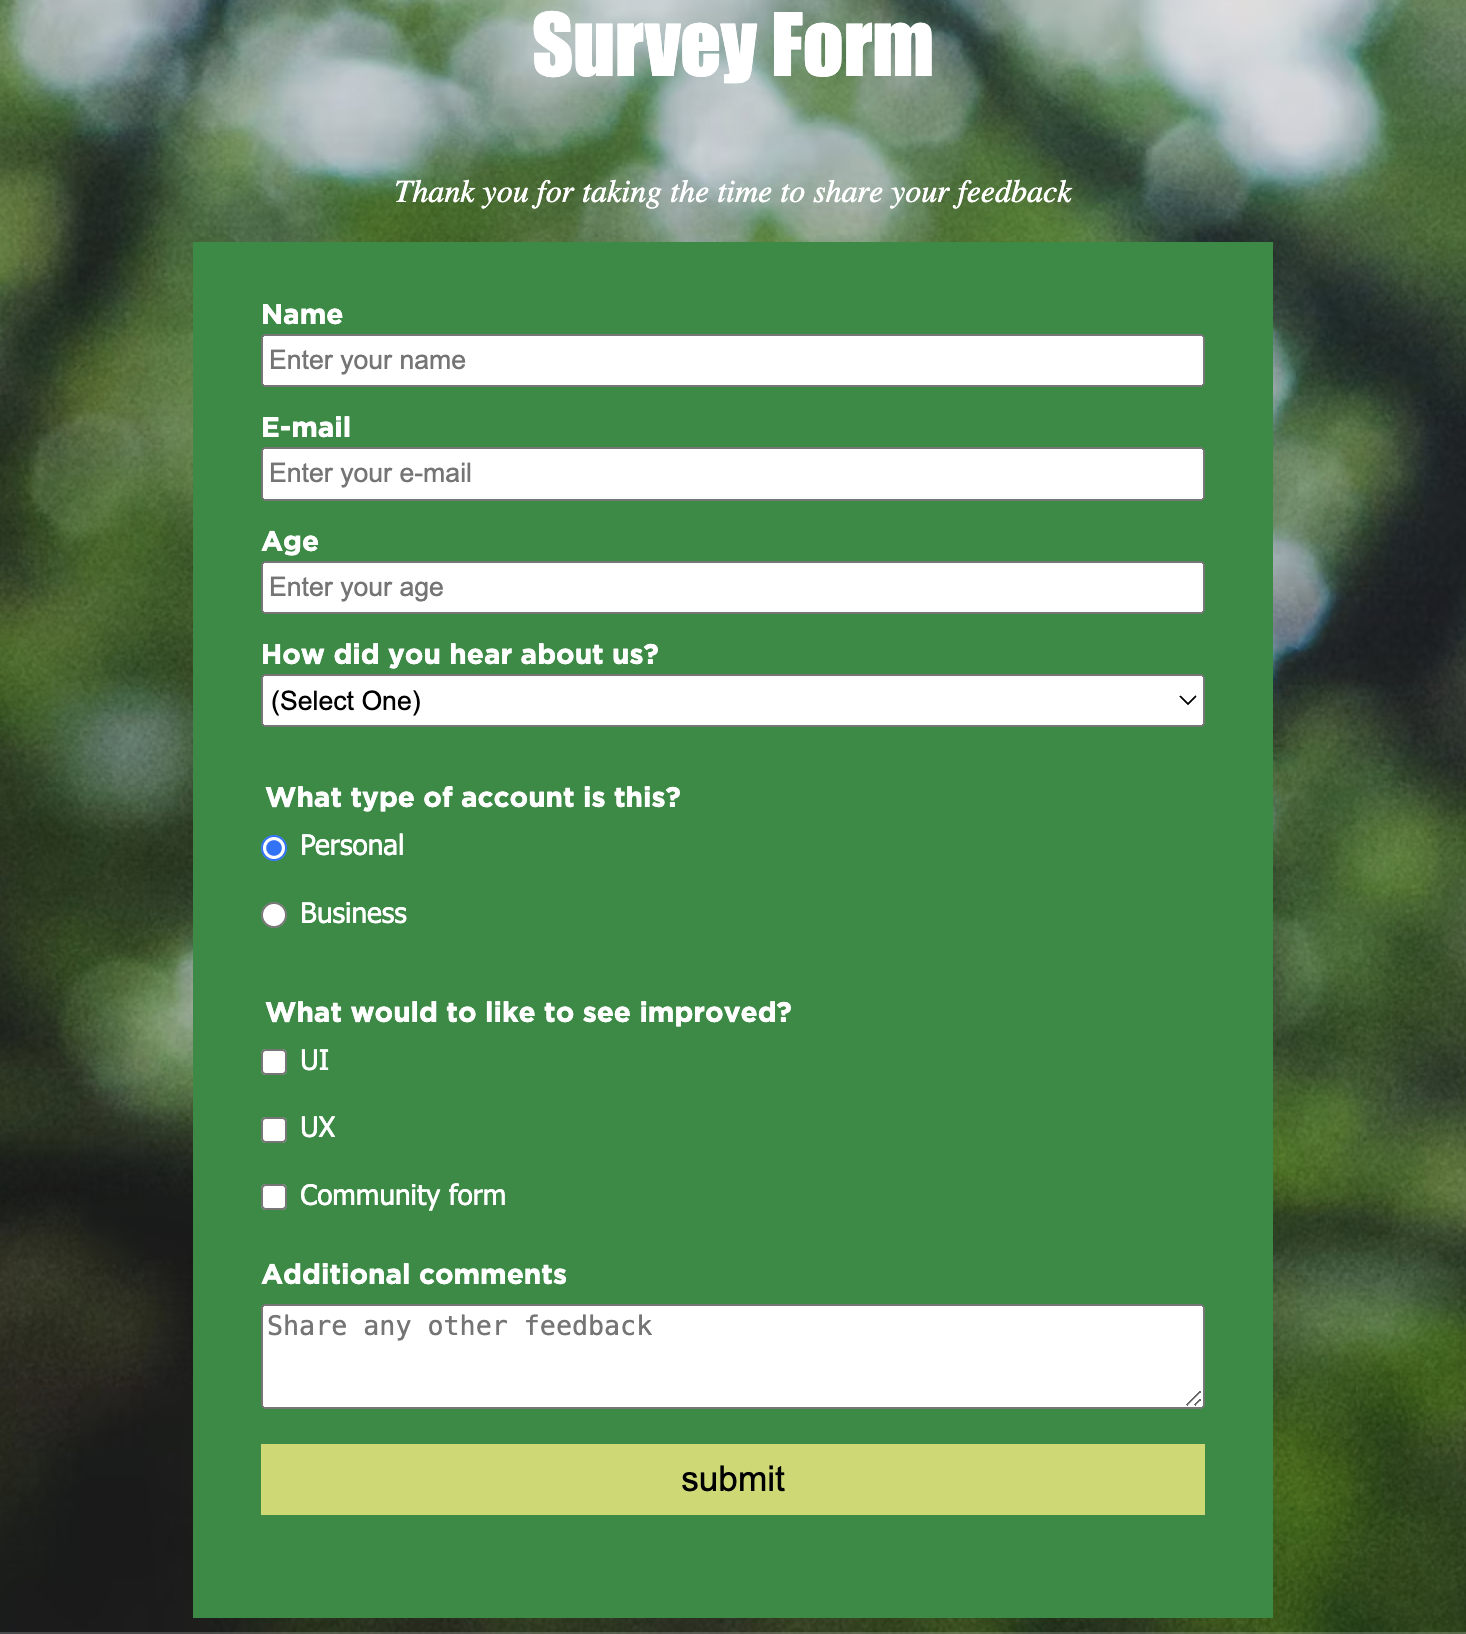 Survey Form
Thank you for taking the time to share your feedback
Name
Enter your name
E-mail
Enter your e-mail
Age
Enter your age
How did you hear about us?
(Select One)
What type of account is this?
Personal
Business
What would to like to see improved?
UI
UX
Community form
Additional comments
Share any other feedback
submit